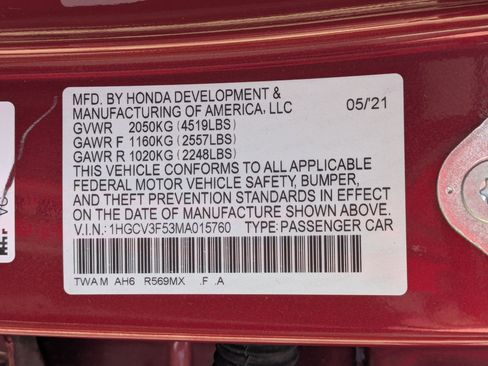 MFD. BY HONDA DEVELOPMENT &
MANUFACTURING OF AMERICA, LLC 05/'21
GVWR 2050KG (4519LBS)
GAWR F 1160KG (2557LBS)
GAWR R 1020KG (2248LBS)
THIS VEHICLE CONFORMS TO ALL APPLICABLE
FEDERAL MOTOR VEHICLE SAFETY, BUMPER,
AND THEFT PREVENTION STANDARDS IN EFFECT
ON THE DATE OF MANUFACTURE SHOWN ABOVE.
V.I.N.: 1HGCV3F53MA015760 TYPE: PASSENGER CAR
TWA M AH6 R569MX .F .A